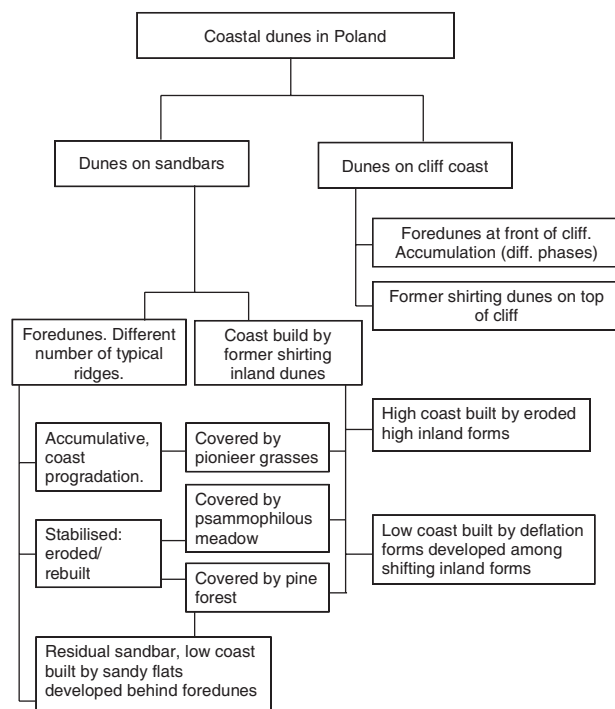 Coastal dunes in Poland
Dunes on sandbars
Dunes on cliff coast
Foredunes at front of cliff.
Accumulation (diff. phases)
Former shirting dunes on top
of cliff
Foredunes. Different
number of typical
ridges.
Coast build by
former shirting
inland dunes
Accumulative,
coast
progradation.
Covered by
pionieer grasses
High coast built by eroded
high inland forms
Stabilised:
eroded/
rebuilt
Covered by
psammophilous
meadow
Covered by pine
forest
Low coast built by deflation
forms developed among
shifting inland forms
Residual sandbar, low coast
built by sandy flats
developed behind foredunes